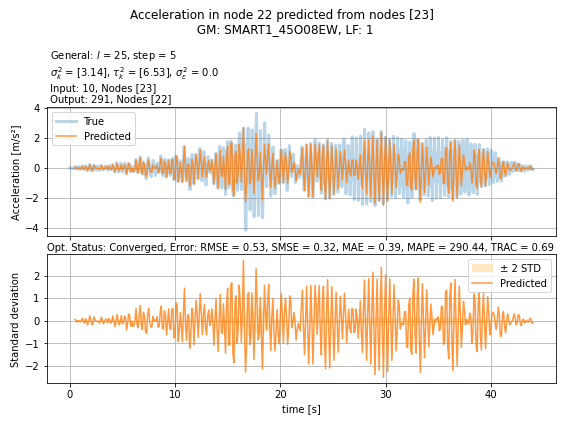 Acceleration in node 22 predicted from nodes [23]
GM: SMART1_45O08EW, LF: 1
General: l = 25, step = 5
σ²ₖ = [3.14], τ²ₖ = [6.53], σ²ε = 0.0
Input: 10, Nodes [23]
Output: 291, Nodes [22]
4
2
0
−2
−4
Acceleration [m/s²]
True
Predicted
Opt. Status: Converged, Error: RMSE = 0.53, SMSE = 0.32, MAE = 0.39, MAPE = 290.44, TRAC = 0.69
2
1
0
−1
−2
Standard deviation
± 2 STD
Predicted
0 10 20 30 40
time [s]